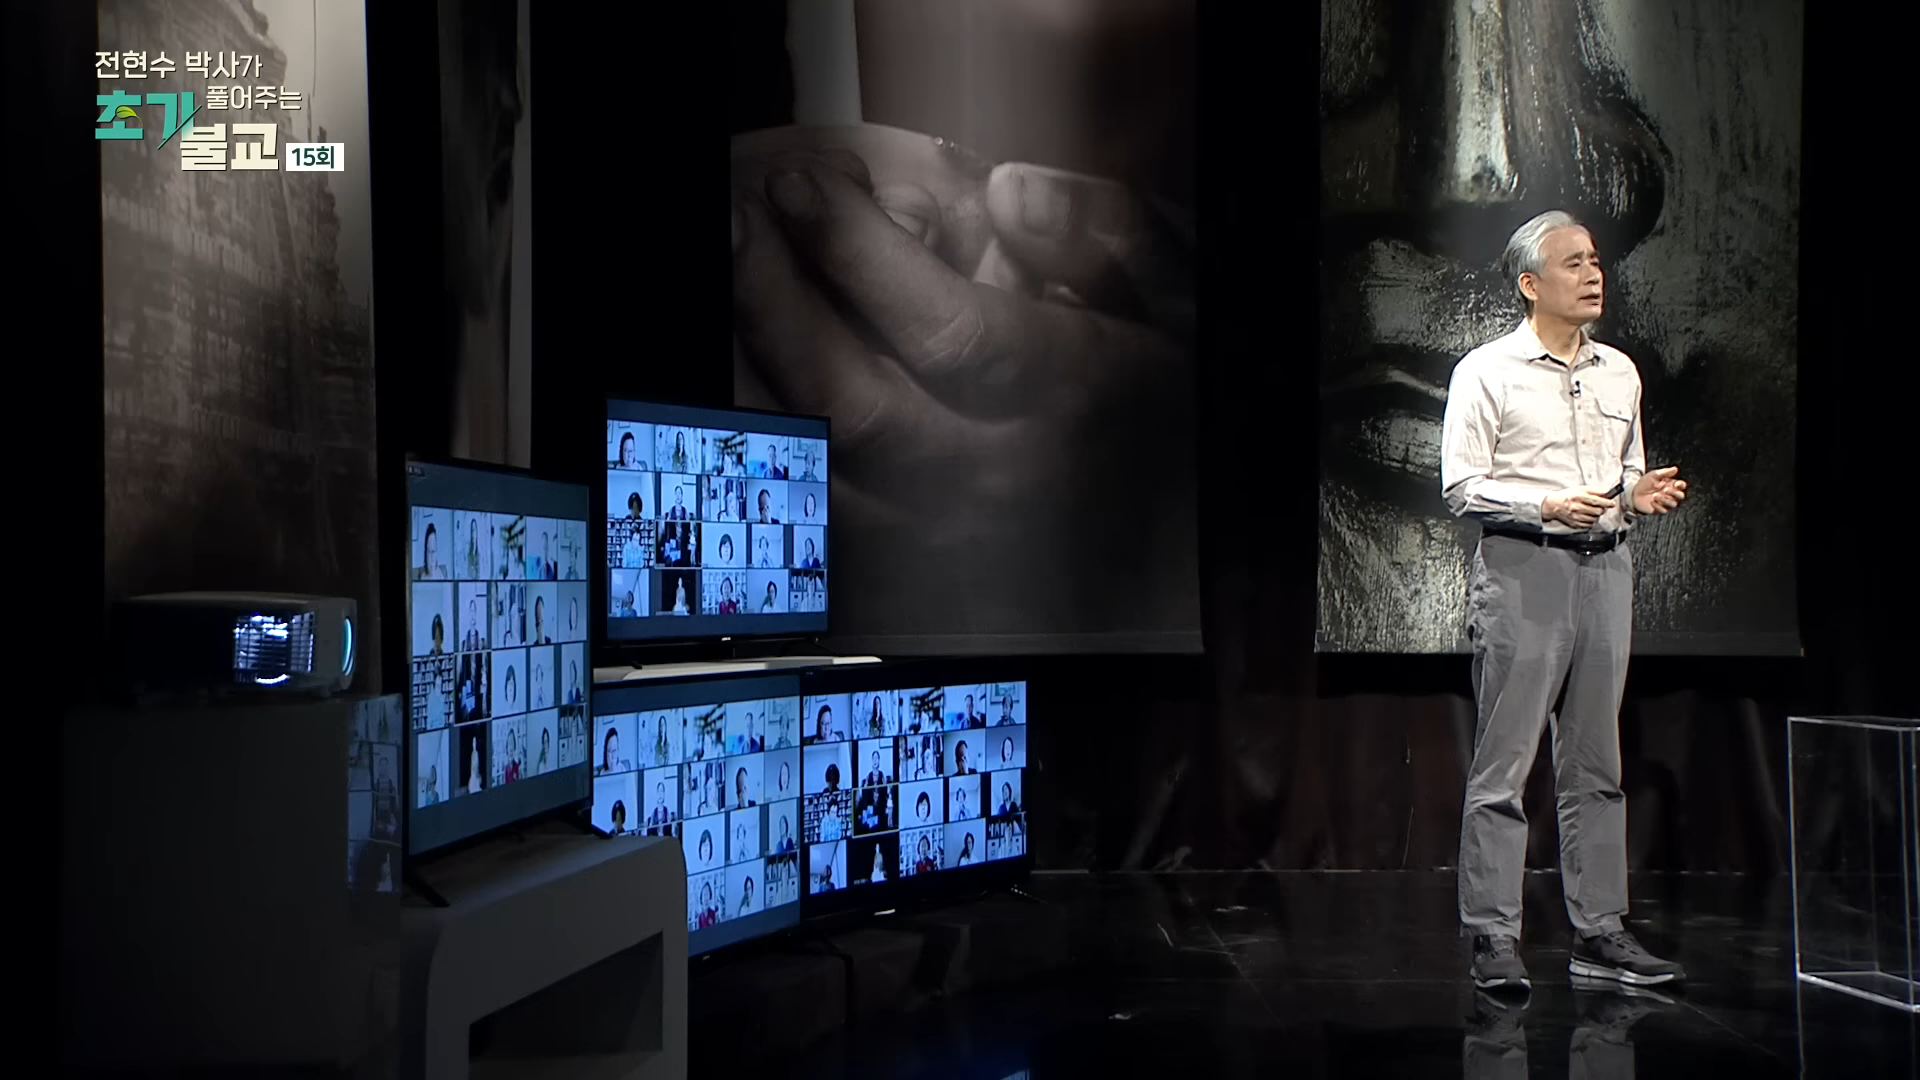 전현수 박사가
풀어주는
초기
불교 15회